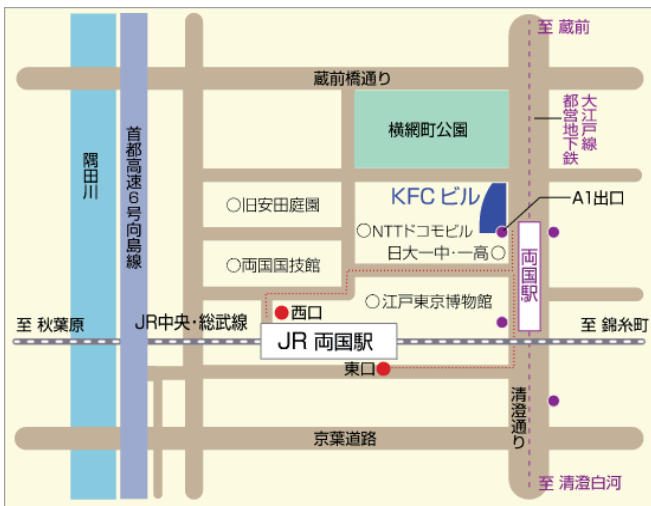 至 蔵前
蔵前橋通り
大江戸線
都営地下鉄
横網町公園
首都高速6号向島線
隅田川
KFC ビル
A1出口
○旧安田庭園
○NTTドコモビル
日大一中・一高○
○両国国技館
両国駅
○江戸東京博物館
西口
至 秋葉原
JR中央・総武線
至 錦糸町
JR 両国駅
東口
清澄通り
京葉道路
至 清澄白河